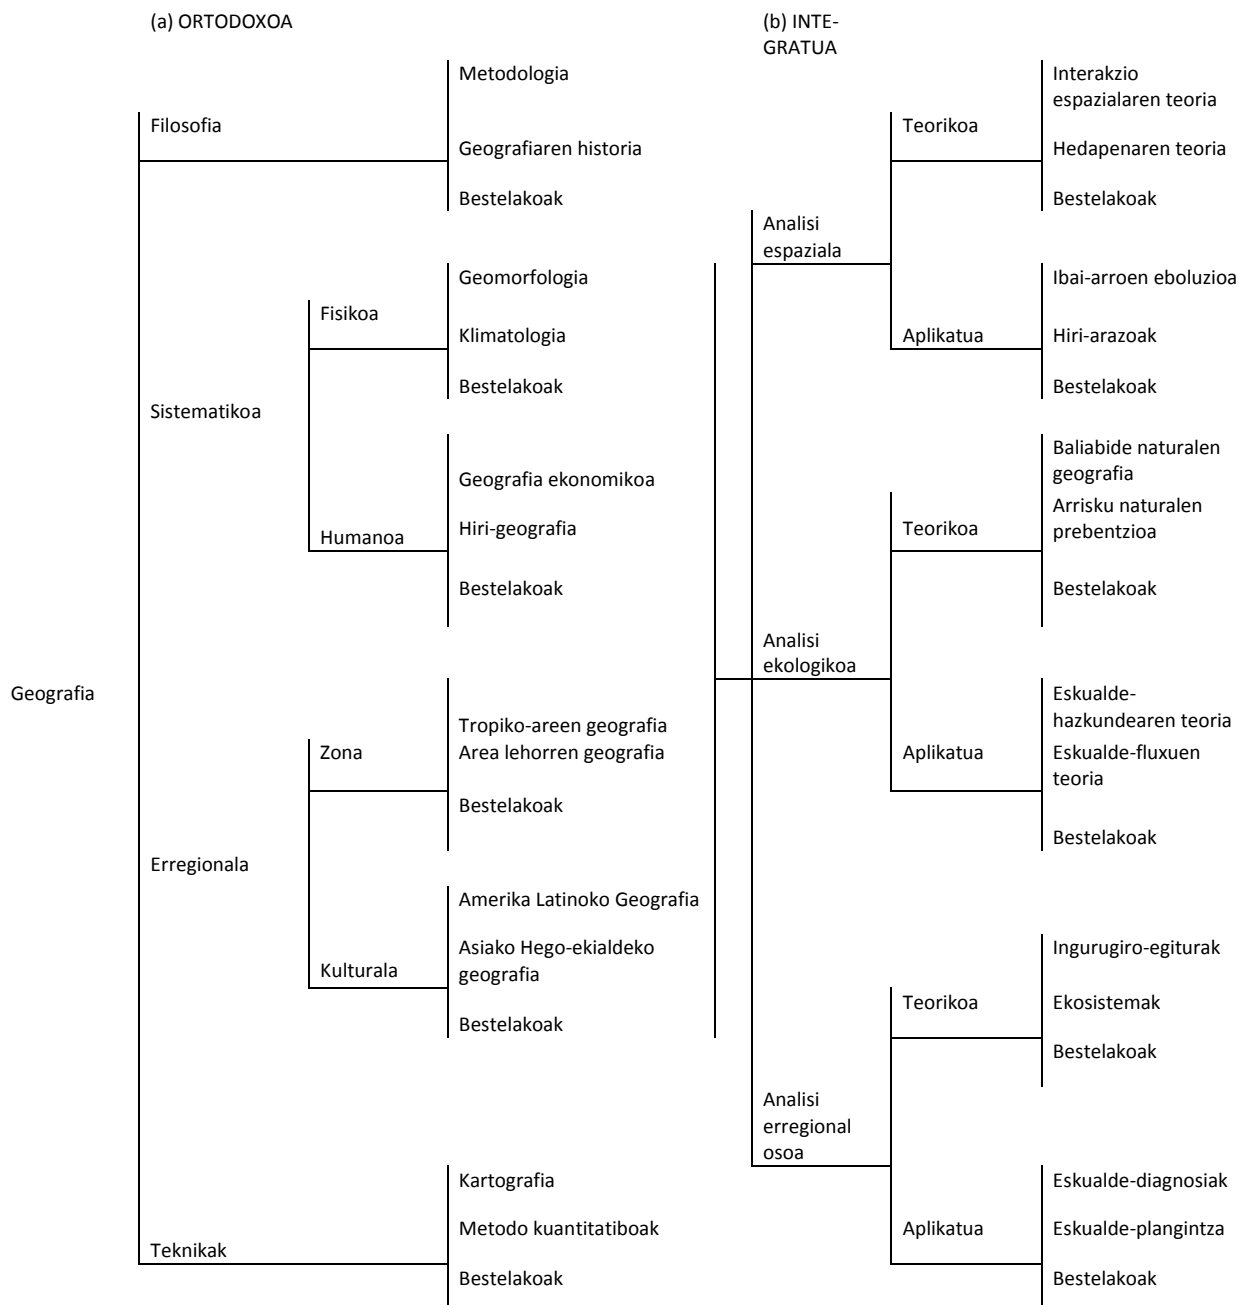 (a) ORTODOXOA
(b) INTE-
GRATUA
Geografia
Filosofia
Metodologia
Geografiaren historia
Bestelakoak
Sistematikoa
Fisikoa
Geomorfologia
Klimatologia
Bestelakoak
Humanoa
Geografia ekonomikoa
Hiri-geografia
Bestelakoak
Erregionala
Zona
Tropiko-areen geografia
Area lehorren geografia
Bestelakoak
Kulturala
Amerika Latinoko Geografia
Asiako Hego-ekialdeko
geografia
Bestelakoak
Teknikak
Kartografia
Metodo kuantitatiboak
Bestelakoak
Analisi
espaziala
Teorikoa
Interakzio
espazialaren teoria
Hedapenaren teoria
Bestelakoak
Aplikatua
Ibai-arroen eboluzioa
Hiri-arazoak
Bestelakoak
Analisi
ekologikoa
Teorikoa
Baliabide naturalen
geografia
Arrisku naturalen
prebentzioa
Bestelakoak
Aplikatua
Eskualde-
hazkundearen teoria
Eskualde-fluxuen
teoria
Bestelakoak
Analisi
erregional
osoa
Teorikoa
Ingurugiro-egiturak
Ekosistemak
Bestelakoak
Aplikatua
Eskualde-diagnosiak
Eskualde-plangintza
Bestelakoak